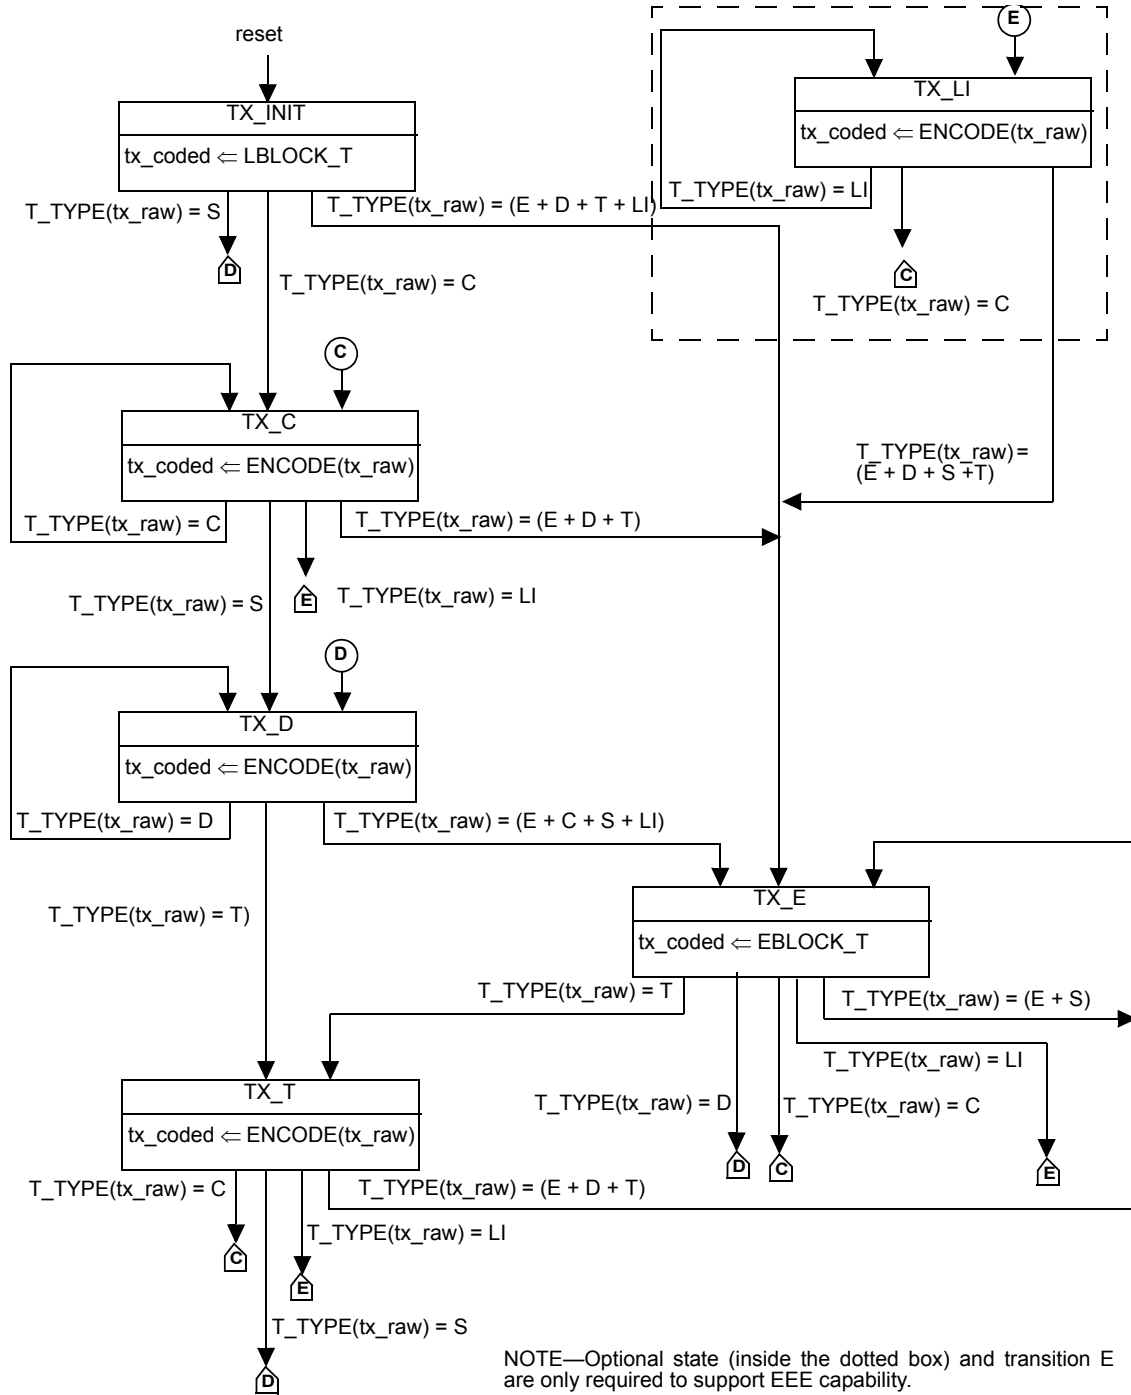 reset
E
TX_INIT
tx_coded ⇐ LBLOCK_T
T_TYPE(tx_raw) = S
T_TYPE(tx_raw) = (E + D + T + LI)
D
T_TYPE(tx_raw) = C
TX_LI
tx_coded ⇐ ENCODE(tx_raw)
T_TYPE(tx_raw) = LI
C
T_TYPE(tx_raw) = C
T_TYPE(tx_raw) =
(E + D + S +T)
C
TX_C
tx_coded ⇐ ENCODE(tx_raw)
T_TYPE(tx_raw) = C
T_TYPE(tx_raw) = (E + D + T)
T_TYPE(tx_raw) = S
E
T_TYPE(tx_raw) = LI
D
TX_D
tx_coded ⇐ ENCODE(tx_raw)
T_TYPE(tx_raw) = D
T_TYPE(tx_raw) = (E + C + S + LI)
T_TYPE(tx_raw) = T)
TX_E
tx_coded ⇐ EBLOCK_T
T_TYPE(tx_raw) = T
T_TYPE(tx_raw) = (E + S)
T_TYPE(tx_raw) = LI
T_TYPE(tx_raw) = D
T_TYPE(tx_raw) = C
D
C
E
TX_T
tx_coded ⇐ ENCODE(tx_raw)
T_TYPE(tx_raw) = C
T_TYPE(tx_raw) = (E + D + T)
C
T_TYPE(tx_raw) = LI
E
T_TYPE(tx_raw) = S
D
NOTE—Optional state (inside the dotted box) and transition E
are only required to support EEE capability.